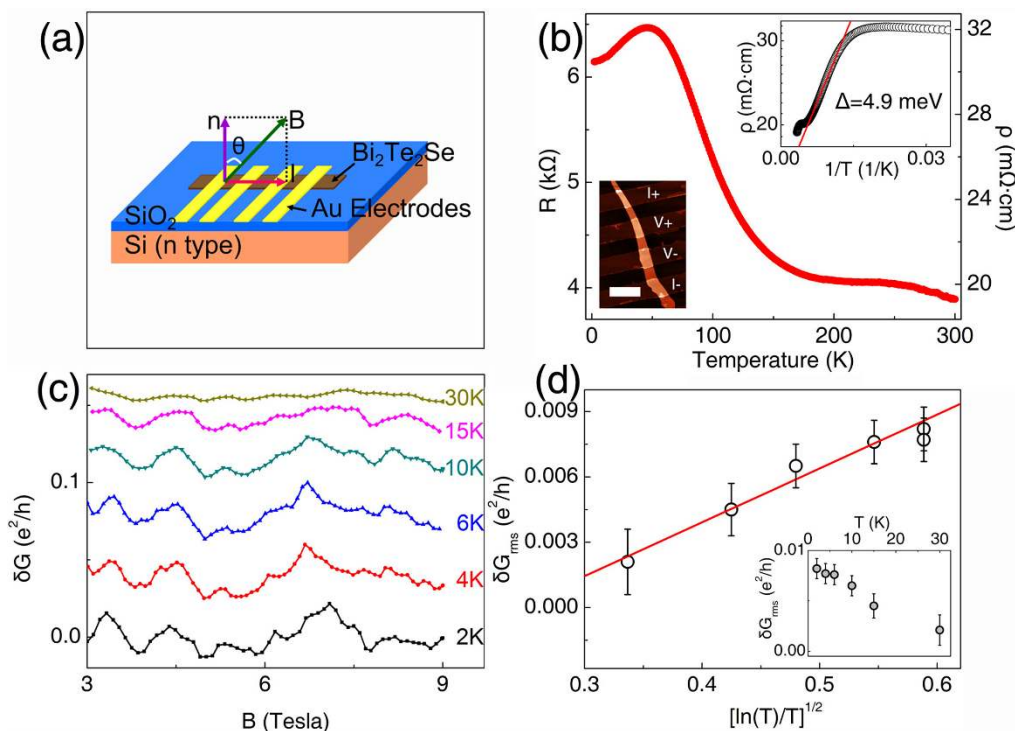 (a)
n
B
θ
I
Bi₂Te₂Se
SiO₂
Au Electrodes
Si (n type)
(b)
R (kΩ)
6
5
4
0
100
200
300
Temperature (K)
ρ (mΩ·cm)
32
28
24
20
ρ (mΩ·cm)
30
20
0.00
0.03
1/T (1/K)
Δ=4.9 meV
I+
V+
V-
I-
(c)
δG (e²/h)
0.1
0.0
30K
15K
10K
6K
4K
2K
3
6
9
B (Tesla)
(d)
δG_rms (e²/h)
0.009
0.006
0.003
0.000
0.3
0.4
0.5
0.6
[ln(T)/T]^1/2
T (K)
0 10 20 30
δG_rms (e²/h)
0.01
0.00